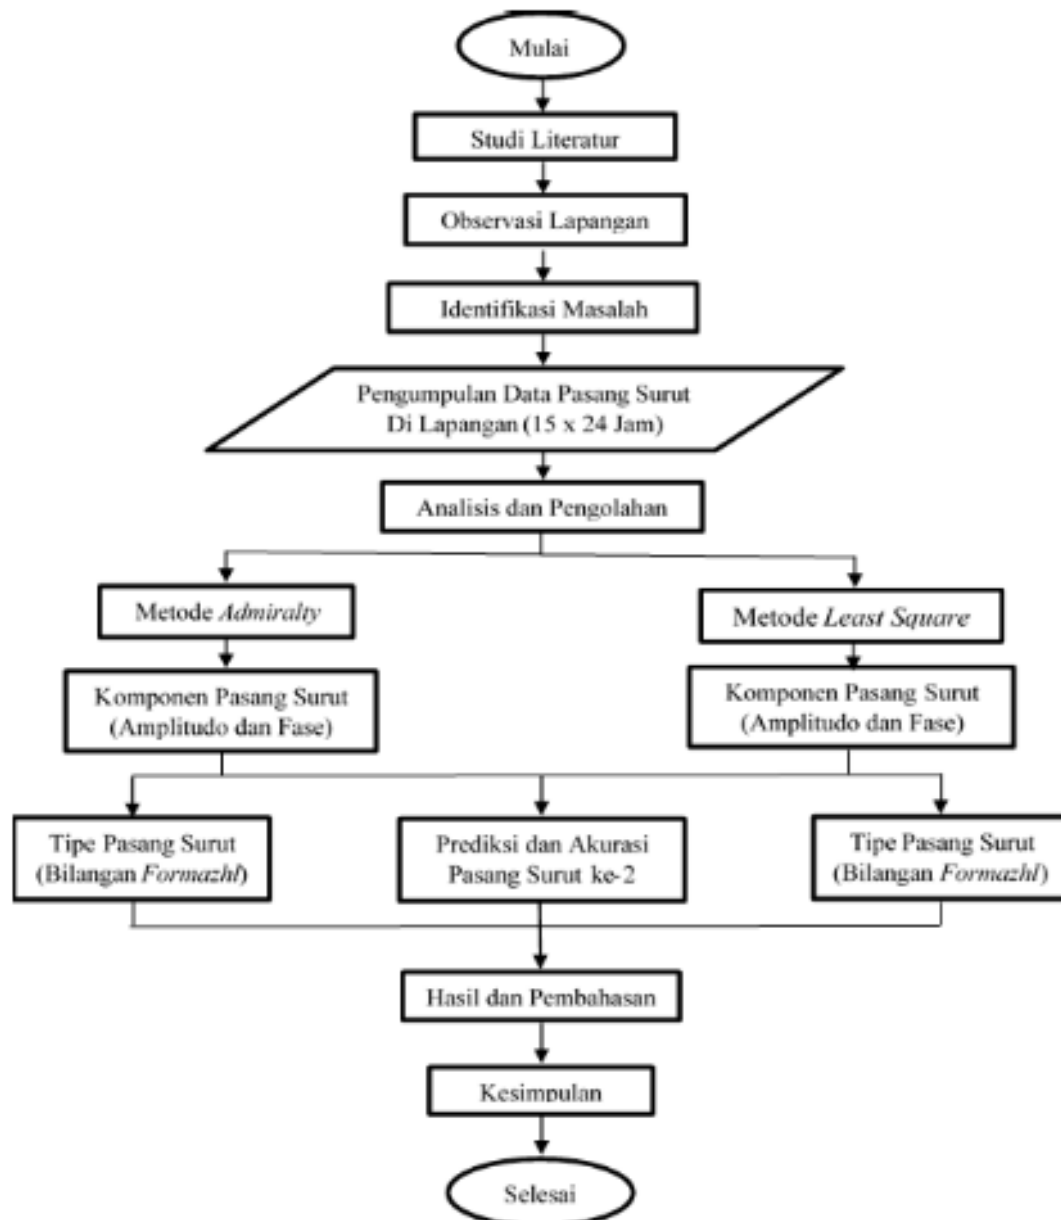 Mulai
Studi Literatur
Observasi Lapangan
Identifikasi Masalah
Pengumpulan Data Pasang Surut
Di Lapangan (15 x 24 Jam)
Analisis dan Pengolahan
Metode Admiralty
Metode Least Square
Komponen Pasang Surut
(Amplitudo dan Fase)
Komponen Pasang Surut
(Amplitudo dan Fase)
Tipe Pasang Surut
(Bilangan Formazhl)
Prediksi dan Akurasi
Pasang Surut ke-2
Tipe Pasang Surut
(Bilangan Formazhl)
Hasil dan Pembahasan
Kesimpulan
Selesai